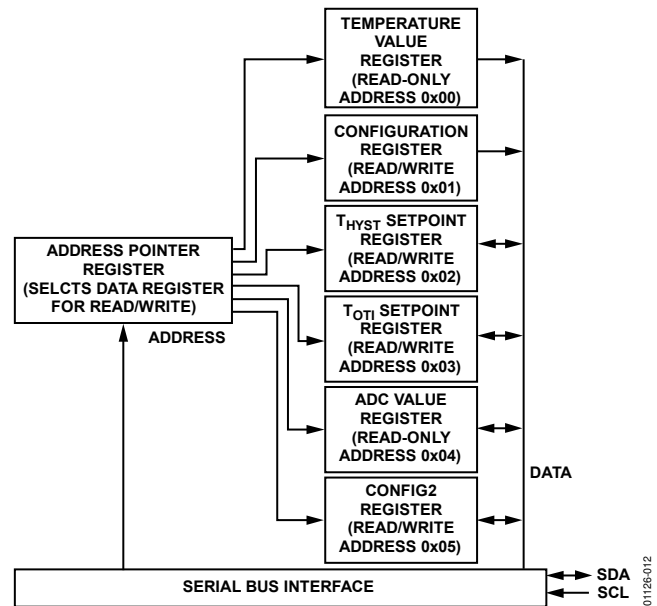 TEMPERATURE
VALUE
REGISTER
(READ-ONLY
ADDRESS 0x00)
CONFIGURATION
REGISTER
(READ/WRITE
ADDRESS 0x01)
THYST SETPOINT
REGISTER
(READ/WRITE
ADDRESS 0x02)
ADDRESS POINTER
REGISTER
(SELCTS DATA REGISTER
FOR READ/WRITE)
ADDRESS
TOTI SETPOINT
REGISTER
(READ/WRITE
ADDRESS 0x03)
ADC VALUE
REGISTER
(READ-ONLY
ADDRESS 0x04)
DATA
CONFIG2
REGISTER
(READ/WRITE
ADDRESS 0x05)
SERIAL BUS INTERFACE
SDA
SCL
01126-012